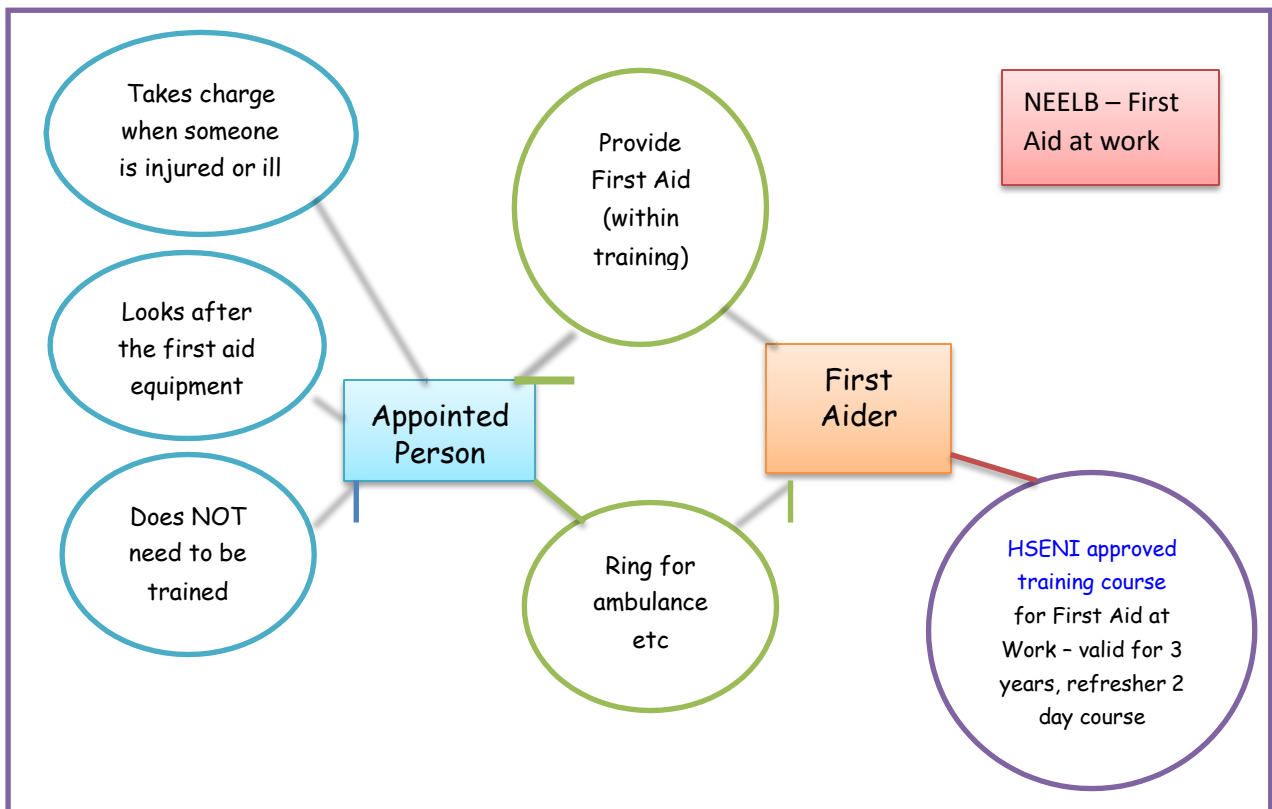 Takes charge
when someone
is injured or ill
Provide
First Aid
(within
training)
NEELB – First
Aid at work
Looks after
the first aid
equipment
Appointed
Person
First
Aider
Does NOT
need to be
trained
Ring for
ambulance
etc
HSENI approved
training course
for First Aid at
Work – valid for 3
years, refresher 2
day course